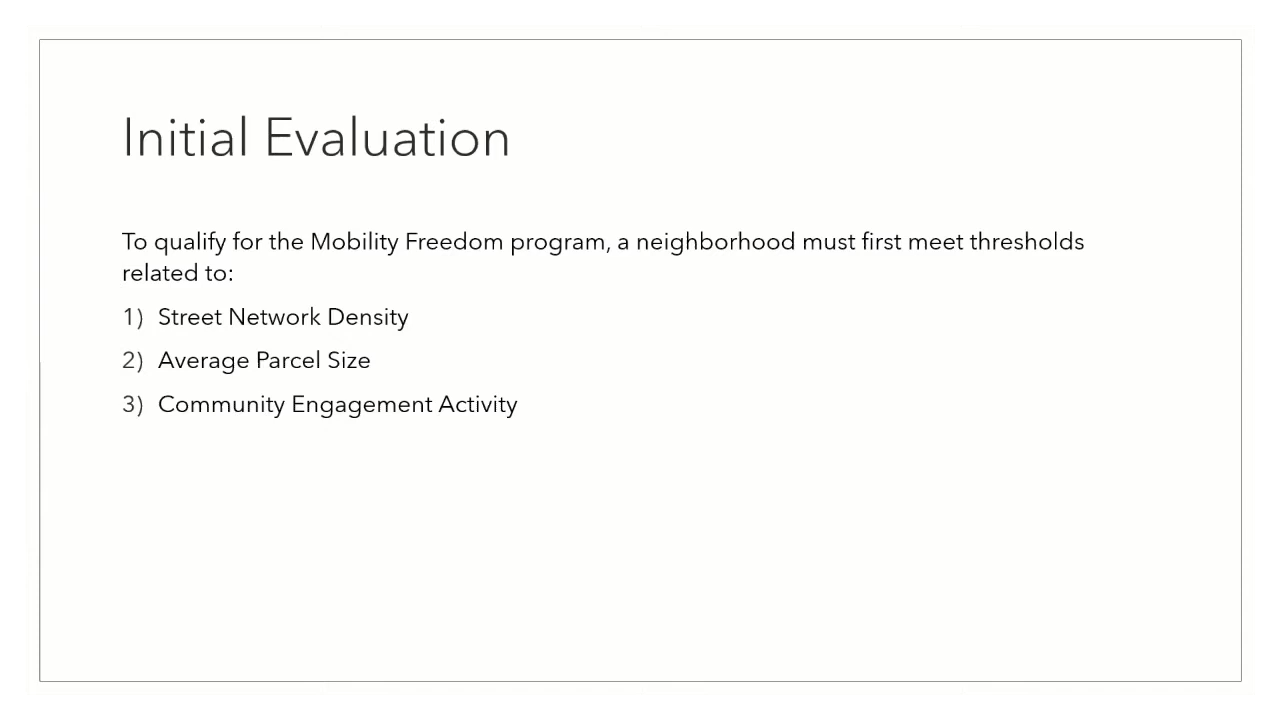 Initial Evaluation
To qualify for the Mobility Freedom program, a neighborhood must first meet thresholds
related to:
1) Street Network Density
2) Average Parcel Size
3) Community Engagement Activity